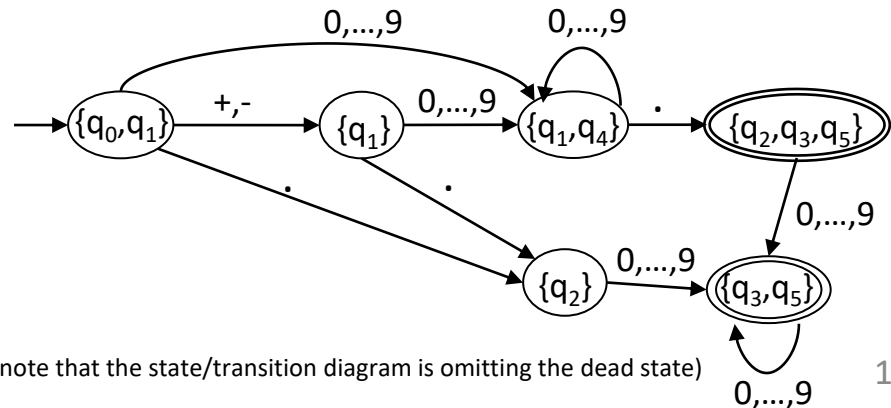 0,…,9 0,…,9
+,- 0,…,9 .
{q₀,q₁} {q₁} {q₁,q₄} {q₂,q₃,q₅}
. .
0,…,9
0,…,9
{q₂} {q₃,q₅}
note that the state/transition diagram is omitting the dead state) 1
0,…,9